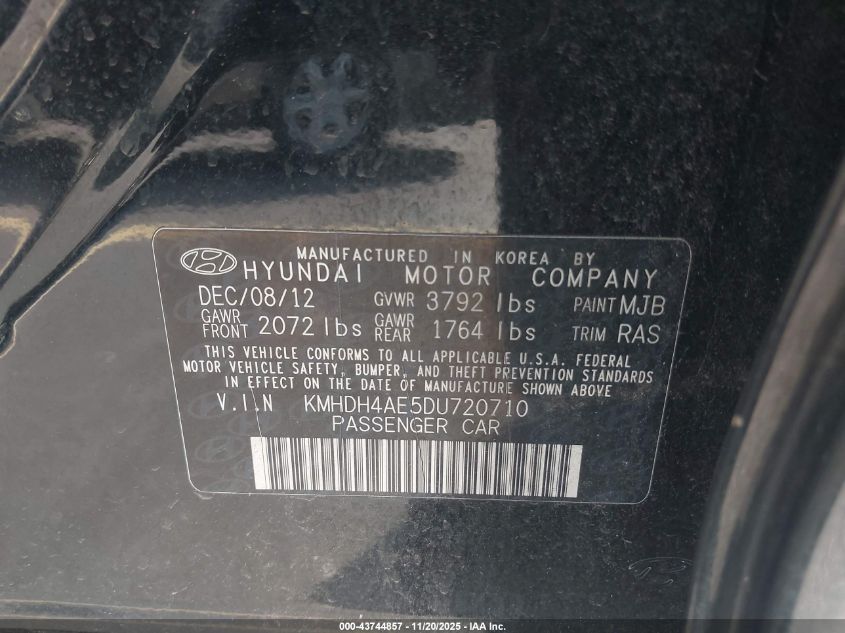 MANUFACTURED IN KOREA BY
HYUNDAI MOTOR COMPANY
DEC/08/12 GVWR 3792 lbs PAINT MJB
GAWR FRONT 2072 lbs GAWR REAR 1764 lbs TRIM RAS
THIS VEHICLE CONFORMS TO ALL APPLICABLE U.S.A. FEDERAL
MOTOR VEHICLE SAFETY, BUMPER, AND THEFT PREVENTION STANDARDS
IN EFFECT ON THE DATE OF MANUFACTURE SHOWN ABOVE
V.I.N KMHDH4AE5DU720710
PASSENGER CAR
000-43744857 - 11/20/2025 - IAA Inc.